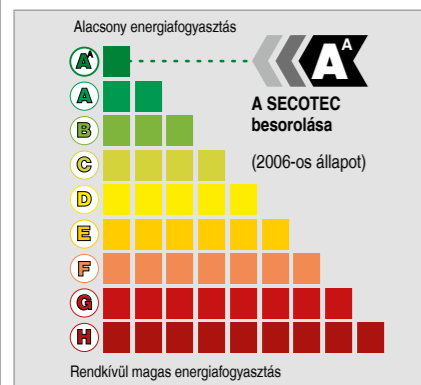 Alacsony energiafogyasztás
A^A
A^A
A SECOTEC
besorolása
(2006-os állapot)
A
B
C
D
E
F
G
H
Rendkívül magas energiafogyasztás